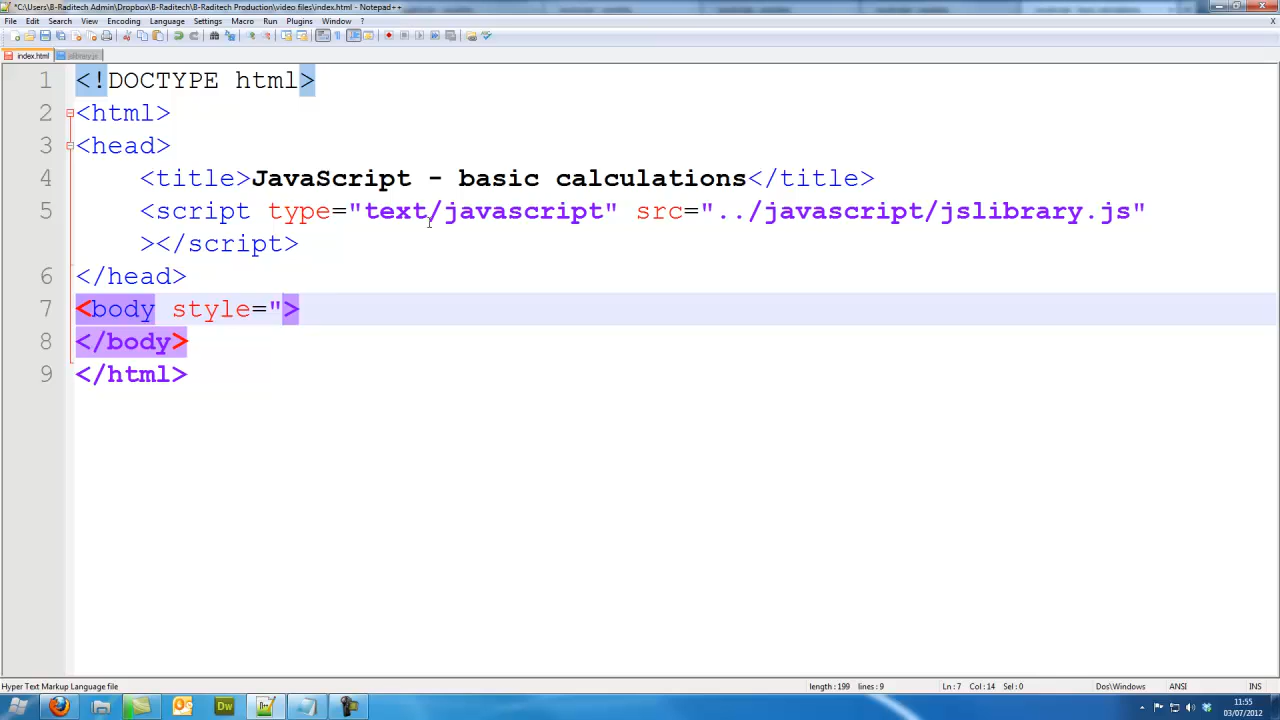 *C:\Users\B-Raditech Admin\Dropbox\B-Raditech\B-Raditech Production\video files\index.html - Notepad++
File Edit Search View Encoding Language Settings Macro Run Plugins Window ?
X
index.html jslibrary.js
1 <!DOCTYPE html>
2 <html>
3 <head>
4 <title>JavaScript - basic calculations</title>
5 <script type="text/javascript" src="../javascript/jslibrary.js"
></script>
6 </head>
7 <body style=">
8 </body>
9 </html>
Hyper Text Markup Language file length : 199 lines : 9 Ln : 7 Col : 14 Sel : 0 Dos\Windows ANSI INS
Dw
11:55
03/07/2012